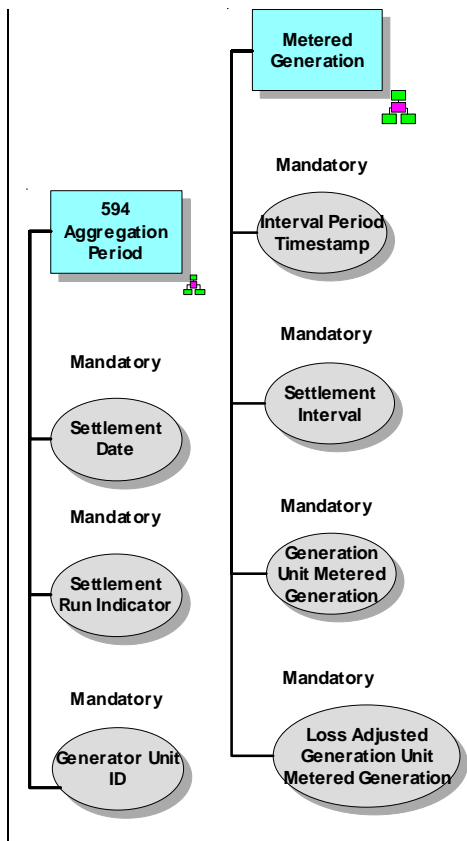 594
Aggregation
Period
Mandatory
Settlement
Date
Mandatory
Settlement
Run Indicator
Mandatory
Generator Unit
ID
Metered
Generation
Mandatory
Interval Period
Timestamp
Mandatory
Settlement
Interval
Mandatory
Generation
Unit Metered
Generation
Mandatory
Loss Adjusted
Generation Unit
Metered Generation